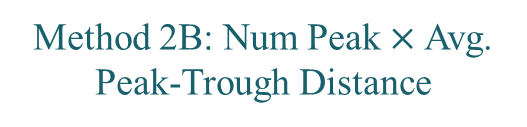 Method 2B: Num Peak × Avg.
Peak-Trough Distance